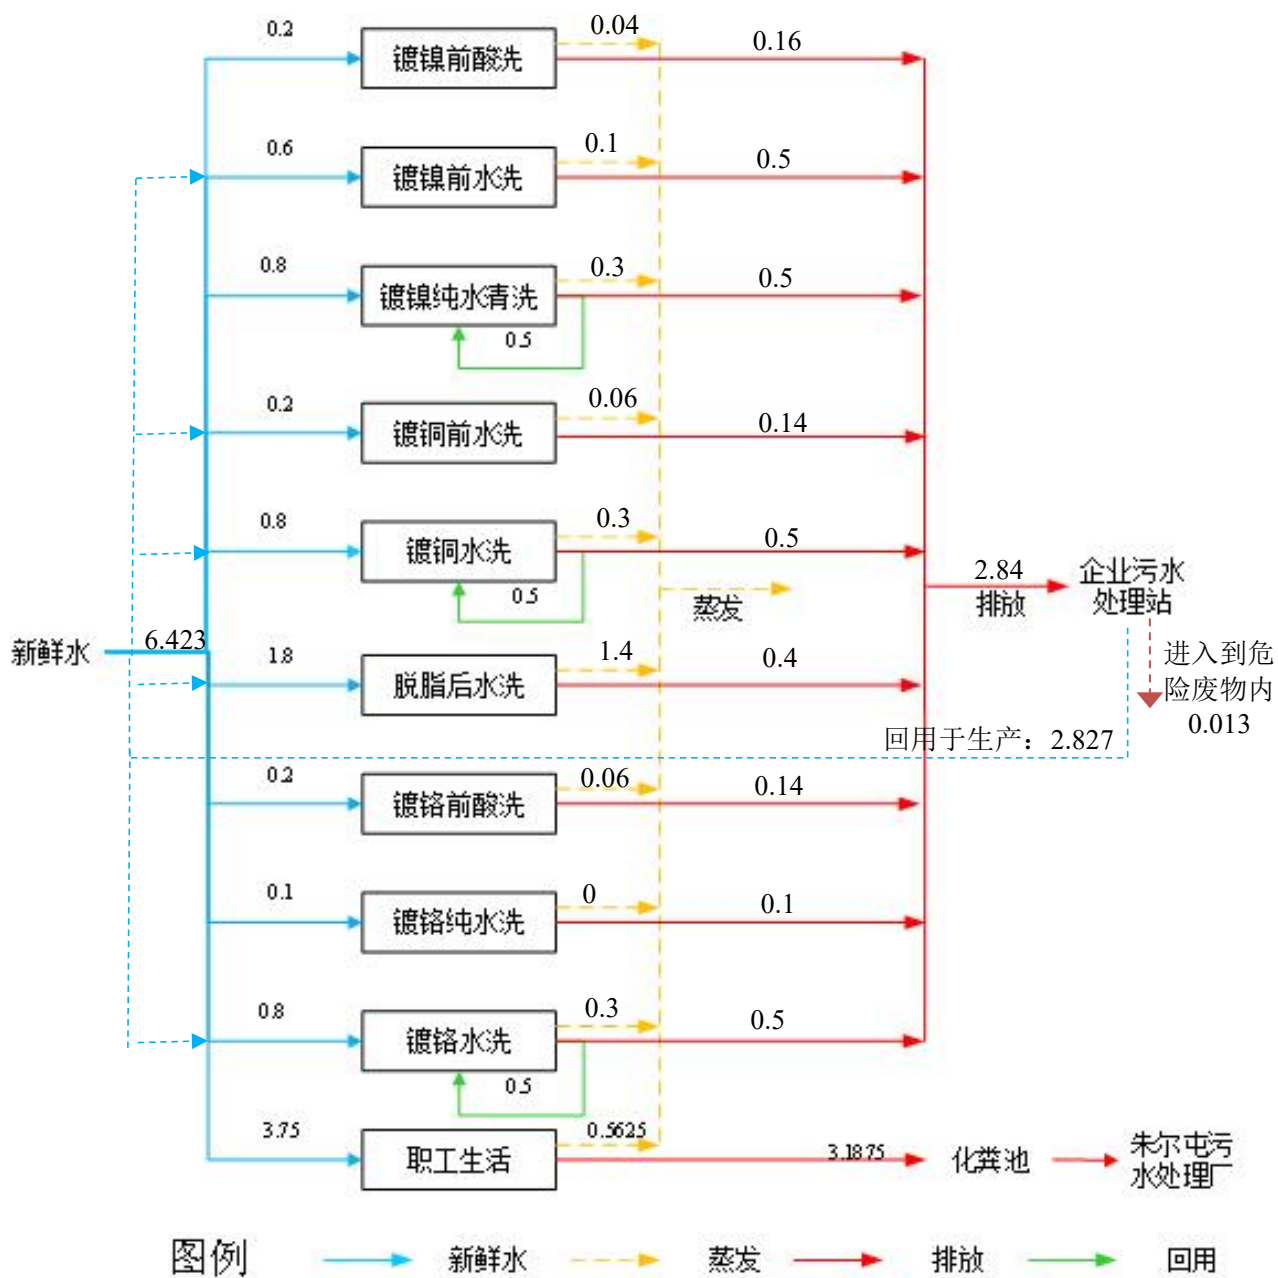 0.2
镀镍前酸洗
0.04
0.16
0.6
镀镍前水洗
0.1
0.5
0.8
镀镍纯水青洗
0.3
0.5
0.5
0.2
镀铜前水洗
0.06
0.14
0.8
镀铜水洗
0.3
0.5
0.5
蒸发
2.84
排放
企业污水
处理站
新鲜水
6.423
1.8
脱脂后水洗
1.4
0.4
进入到危
险废物内
0.013
回用于生产：2.827
0.2
镀铬前酸洗
0.06
0.14
0.1
镀铬纯水洗
0
0.1
0.8
镀铬水洗
0.3
0.5
0.5
3.75
职工生活
0.5625
3.1875
化粪池
朱尔屯污
水处理厂
图例
新鲜水
蒸发
排放
回用